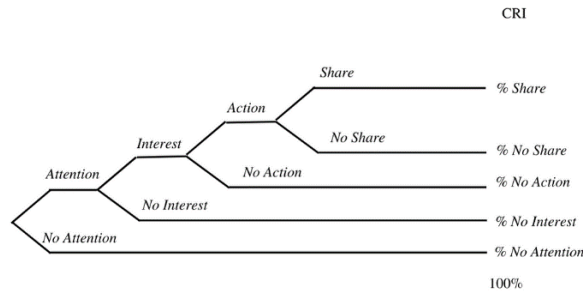 CRI
Share
% Share
Action
No Share
% No Share
Interest
No Action
% No Action
Attention
No Interest
% No Interest
No Attention
% No Attention
100%